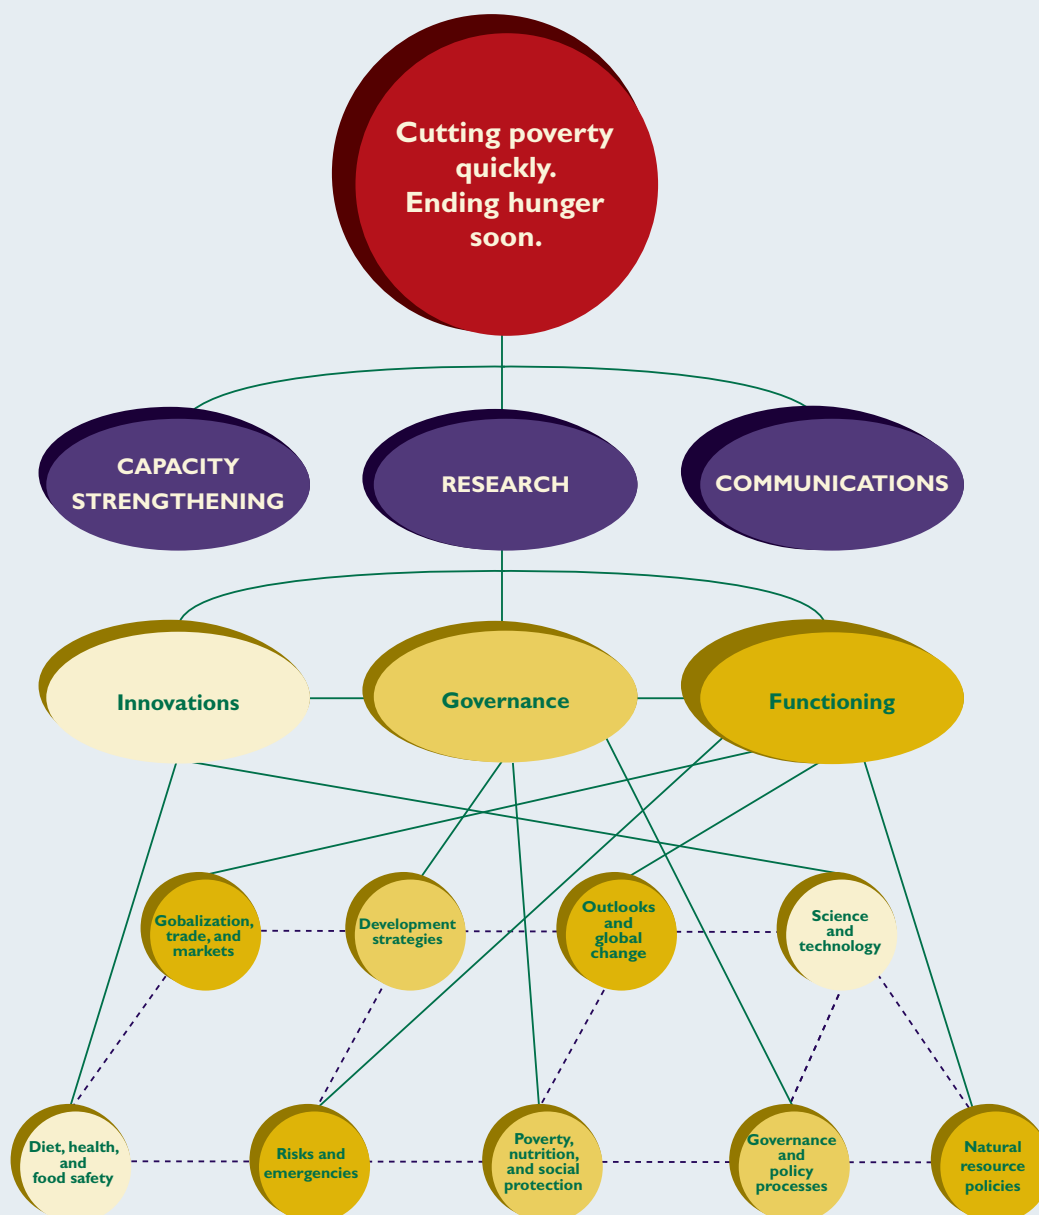 Cutting poverty
quickly.
Ending hunger
soon.
CAPACITY
STRENGTHENING
RESEARCH
COMMUNICATIONS
Innovations
Governance
Functioning
Gobalization,
trade, and
markets
Development
strategies
Outlooks
and
global
change
Science
and
technology
Diet, health,
and
food safety
Risks and
emergencies
Poverty,
nutrition,
and social
protection
Governance
and
policy
processes
Natural
resource
policies